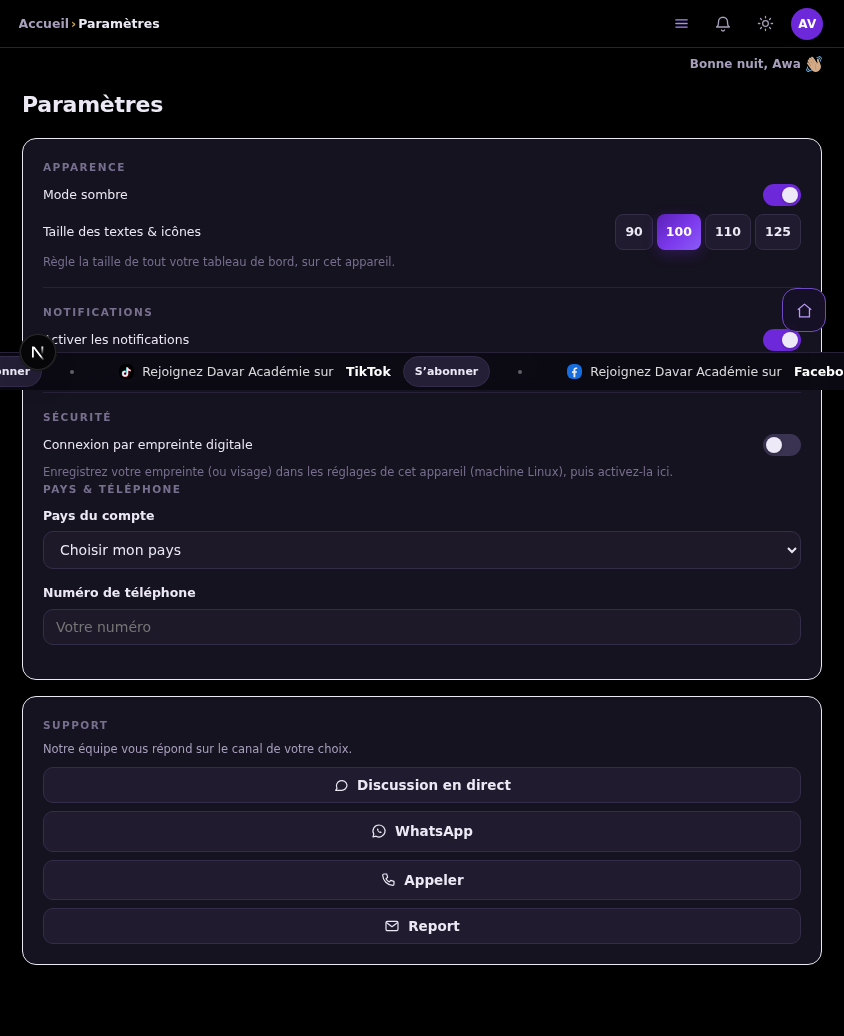 Accueil › Paramètres AV
Bonne nuit, Awa 👋🏼
Paramètres
APPARENCE
Mode sombre
Taille des textes & icônes 90 100 110 125
Règle la taille de tout votre tableau de bord, sur cet appareil.
NOTIFICATIONS
ctiver les notifications
onner • Rejoignez Davar Académie sur TikTok S’abonner • Rejoignez Davar Académie sur Facebo
SÉCURITÉ
Connexion par empreinte digitale
Enregistrez votre empreinte (ou visage) dans les réglages de cet appareil (machine Linux), puis activez-la ici.
PAYS & TÉLÉPHONE
Pays du compte
Choisir mon pays
Numéro de téléphone
Votre numéro
SUPPORT
Notre équipe vous répond sur le canal de votre choix.
Discussion en direct
WhatsApp
Appeler
Report